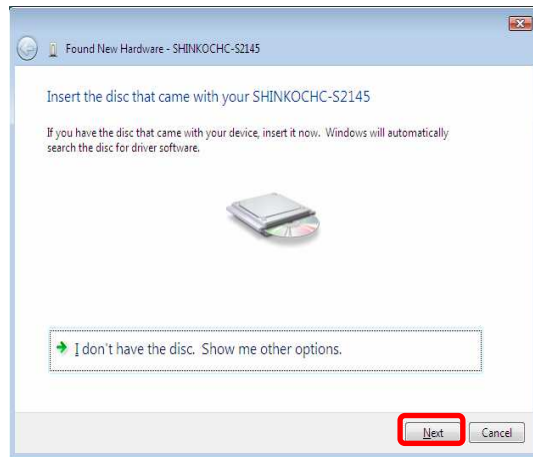 Found New Hardware - SHINKOCHC-S2145
Insert the disc that came with your SHINKOCHC-S2145
If you have the disc that came with your device, insert it now. Windows will automatically
search the disc for driver software.
I don't have the disc. Show me other options.
Next Cancel